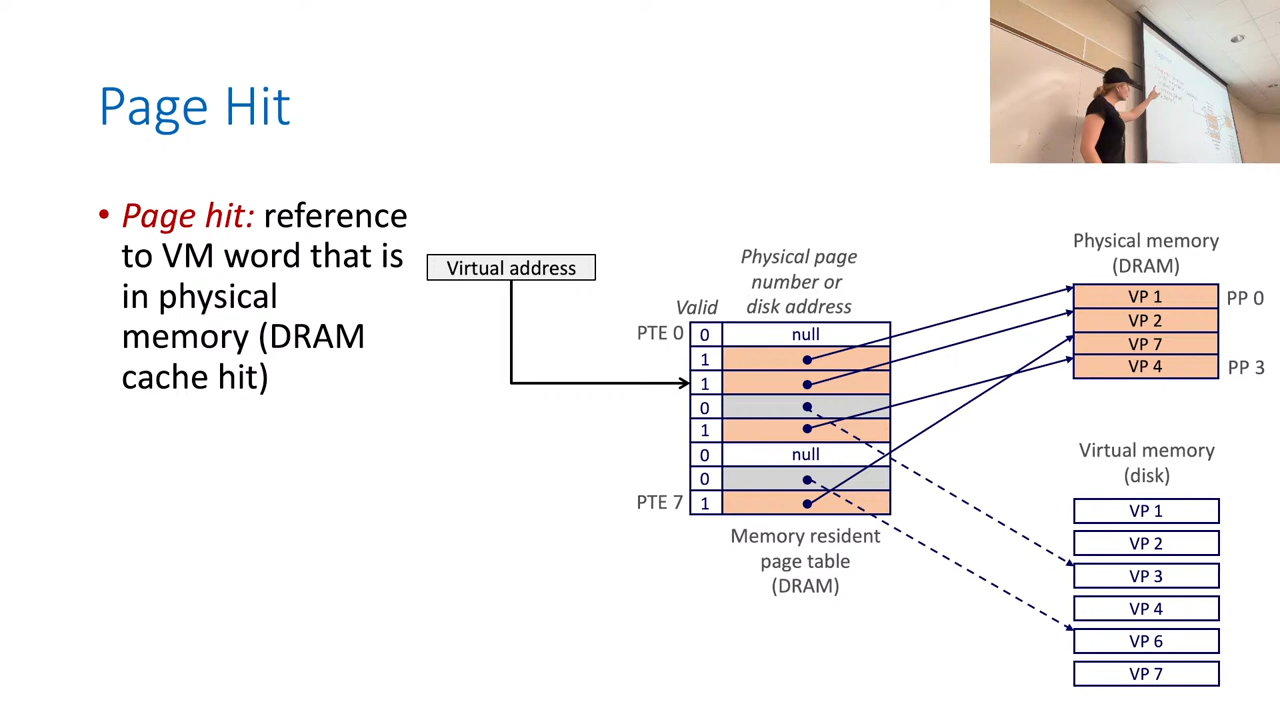 Page Hit
• Page hit: reference
to VM word that is
in physical
memory (DRAM
cache hit)
Virtual address
Physical page
number or
disk address
Valid
PTE 0
0
null
1
1
0
1
0
null
0
PTE 7
1
Memory resident
page table
(DRAM)
Physical memory
(DRAM)
VP 1
PP 0
VP 2
VP 7
VP 4
PP 3
Virtual memory
(disk)
VP 1
VP 2
VP 3
VP 4
VP 6
VP 7